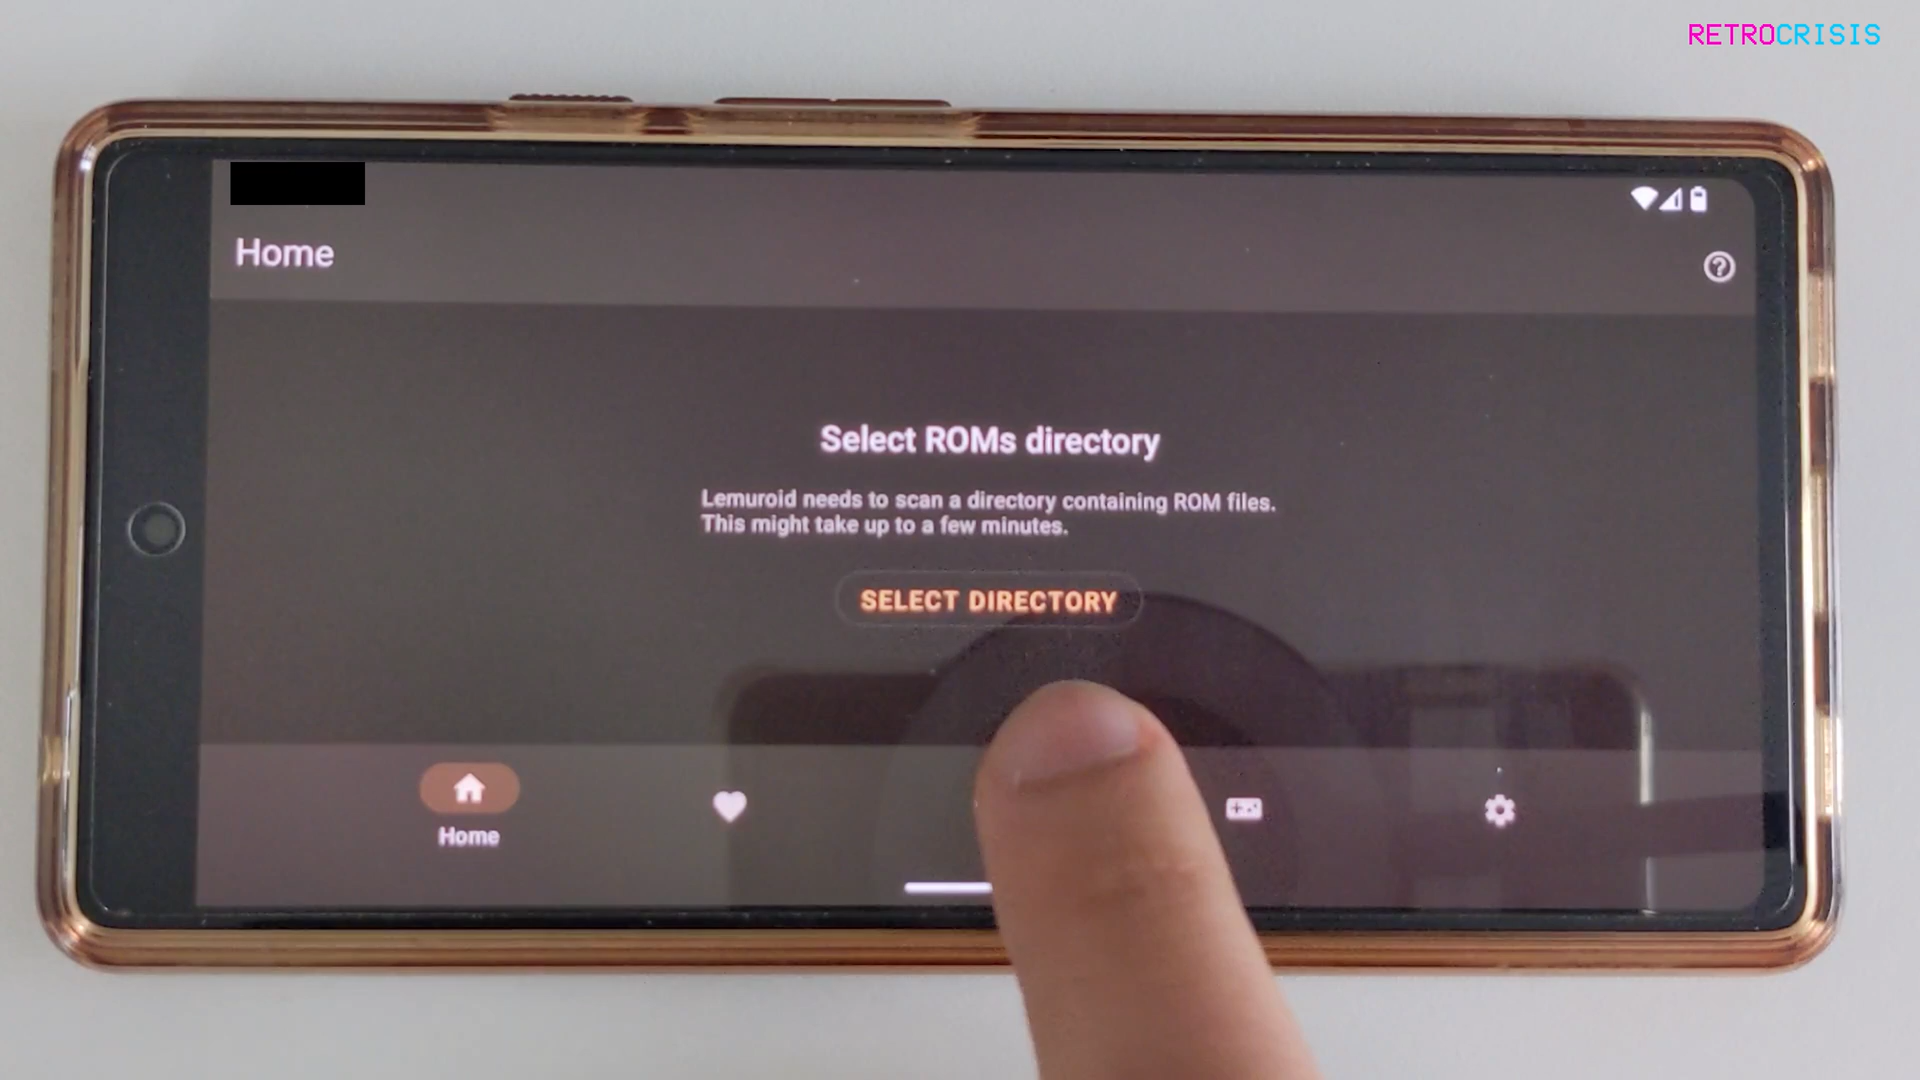 RETROCRISIS
Home
Select ROMs directory
Lemuroid needs to scan a directory containing ROM files.
This might take up to a few minutes.
SELECT DIRECTORY
Home